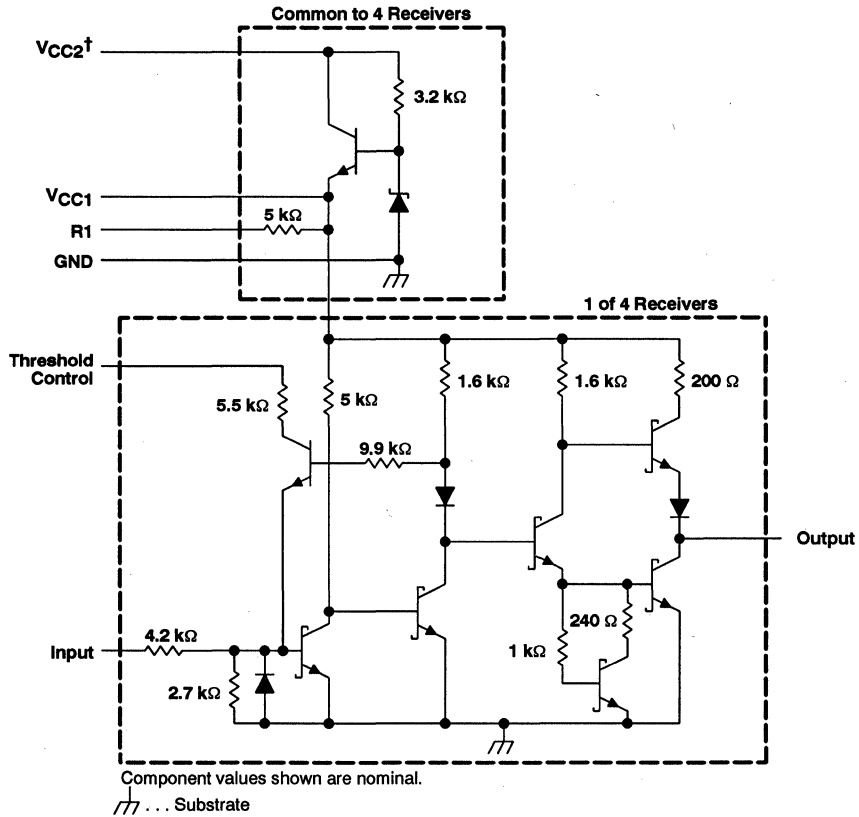 Common to 4 Receivers
VCC2†
3.2 kΩ
VCC1
5 kΩ
R1
GND
1 of 4 Receivers
Threshold
Control
5.5 kΩ
5 kΩ
1.6 kΩ
1.6 kΩ
200 Ω
9.9 kΩ
Output
4.2 kΩ
Input
2.7 kΩ
240 Ω
1 kΩ
Component values shown are nominal.
. . . Substrate